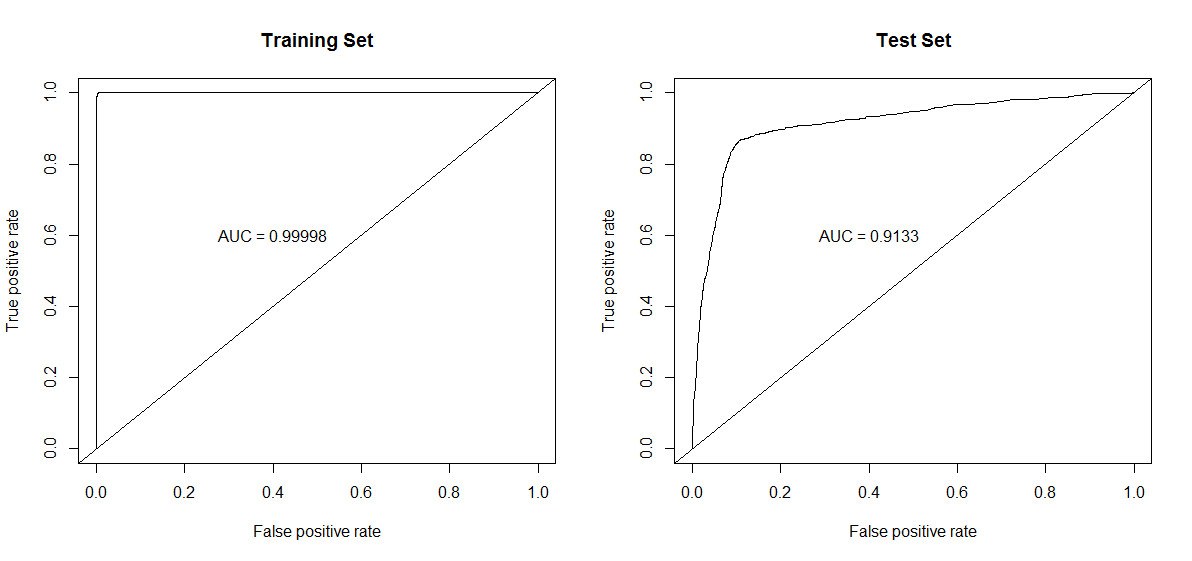 Training Set
True positive rate
1.0
0.8
0.6
0.4
0.2
0.0
AUC = 0.99998
0.0 0.2 0.4 0.6 0.8 1.0
False positive rate
Test Set
True positive rate
1.0
0.8
0.6
0.4
0.2
0.0
AUC = 0.9133
0.0 0.2 0.4 0.6 0.8 1.0
False positive rate